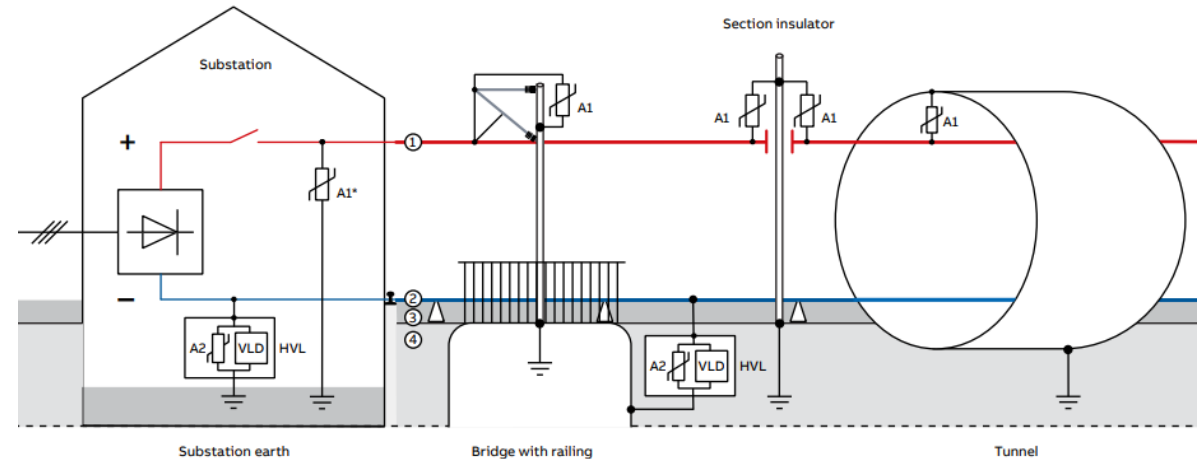 Section insulator
Substation
A1
A1
A1
A1
+
①
A1*
−
②
③
④
A2
VLD
HVL
A2
VLD
HVL
Substation earth
Bridge with railing
Tunnel